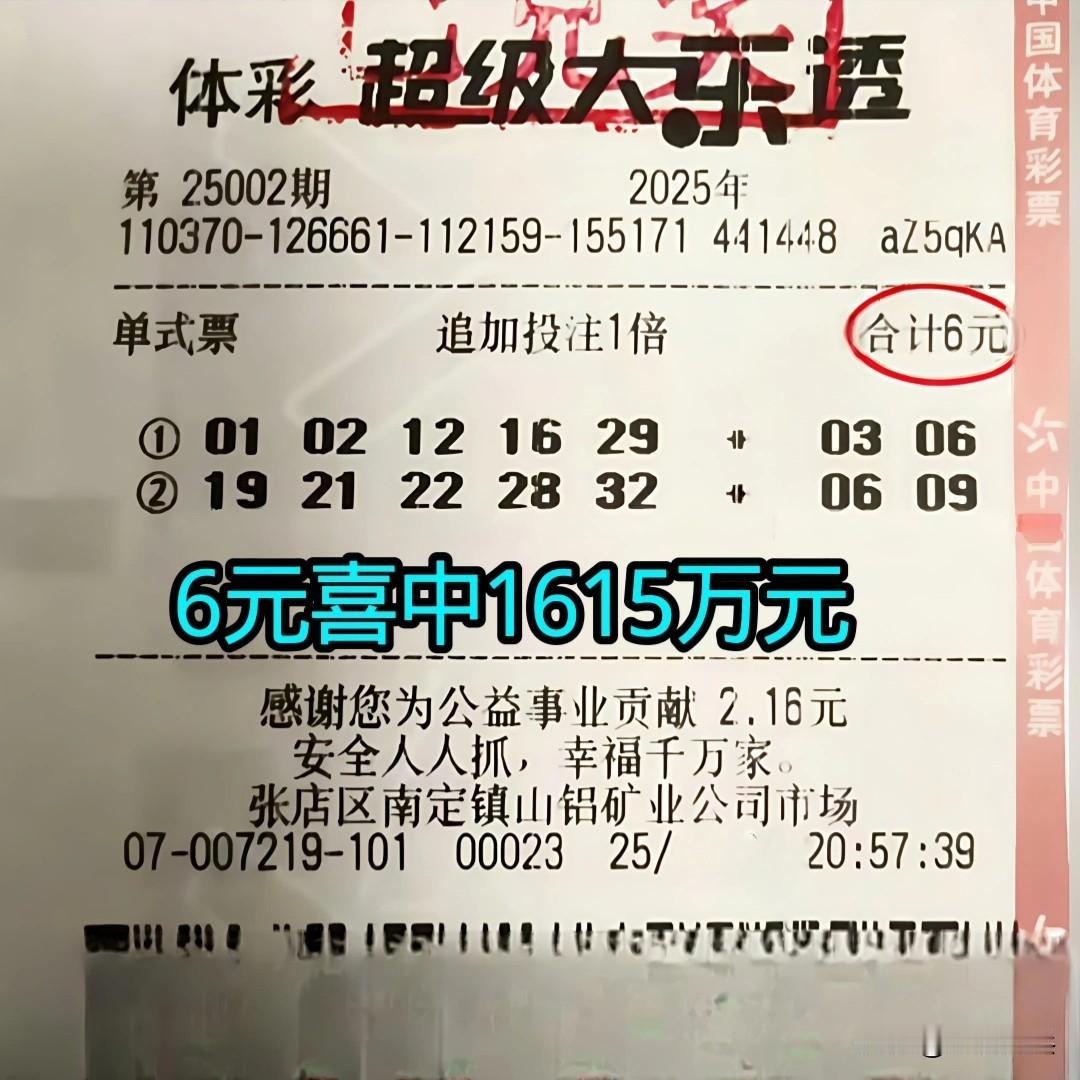 体彩 超级大乐透
第 25002期 2025年
110370-126661-112159-155171 441448 aZ5qKA
单式票 追加投注1倍 合计6元
① 01 02 12 16 29 + 03 06
② 19 21 22 28 32 + 06 09
6元喜中1615万元
感谢您为公益事业贡献 2.16元
安全人人抓，幸福千万家。
张店区南定镇山铝矿业公司市场
07-007219-101 00023 25/ 20:57:39
中国体育彩票
中
体育彩票